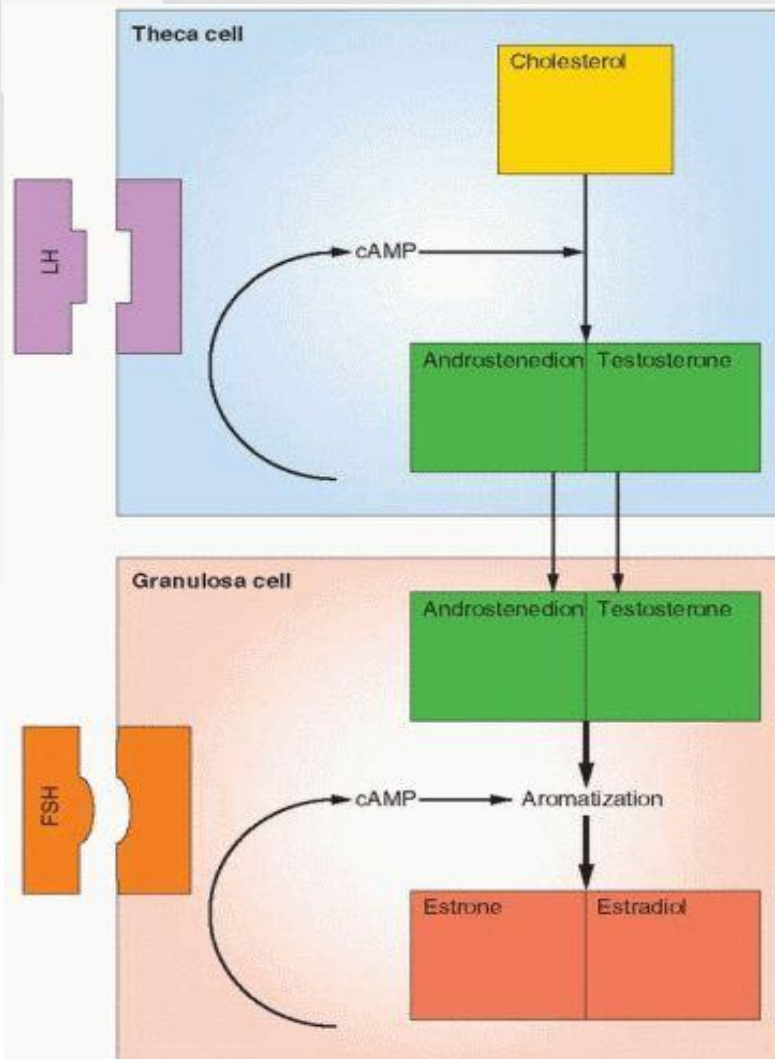 Theca cell
Cholesterol
LH
cAMP
Androstenedion Testosterone
Granulosa cell
Androstenedion Testosterone
FSH
cAMP
Aromatization
Estrone Estradiol